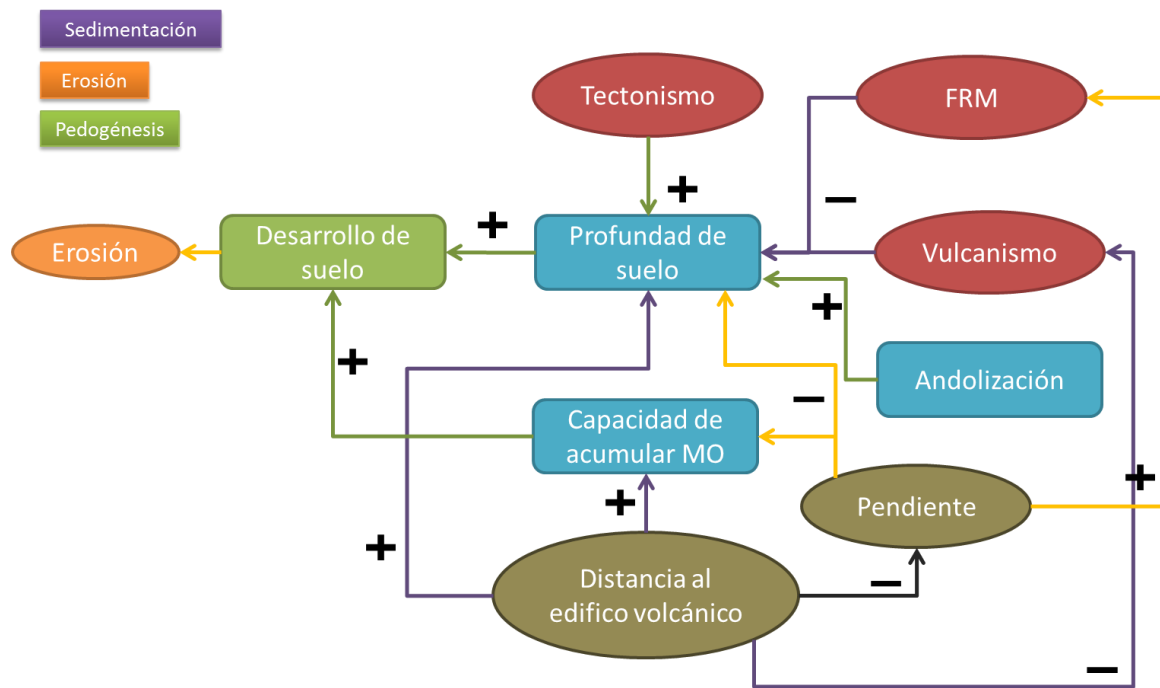 Sedimentación
Erosión
Pedogénesis
Tectonismo
FRM
+
−
Erosión
Desarrollo de
suelo
+
Profundad de
suelo
Vulcanismo
+
+
Andolización
−
Capacidad de
acumular MO
+
+
Pendiente
+
+
Distancia al
edifico volcánico
−
−